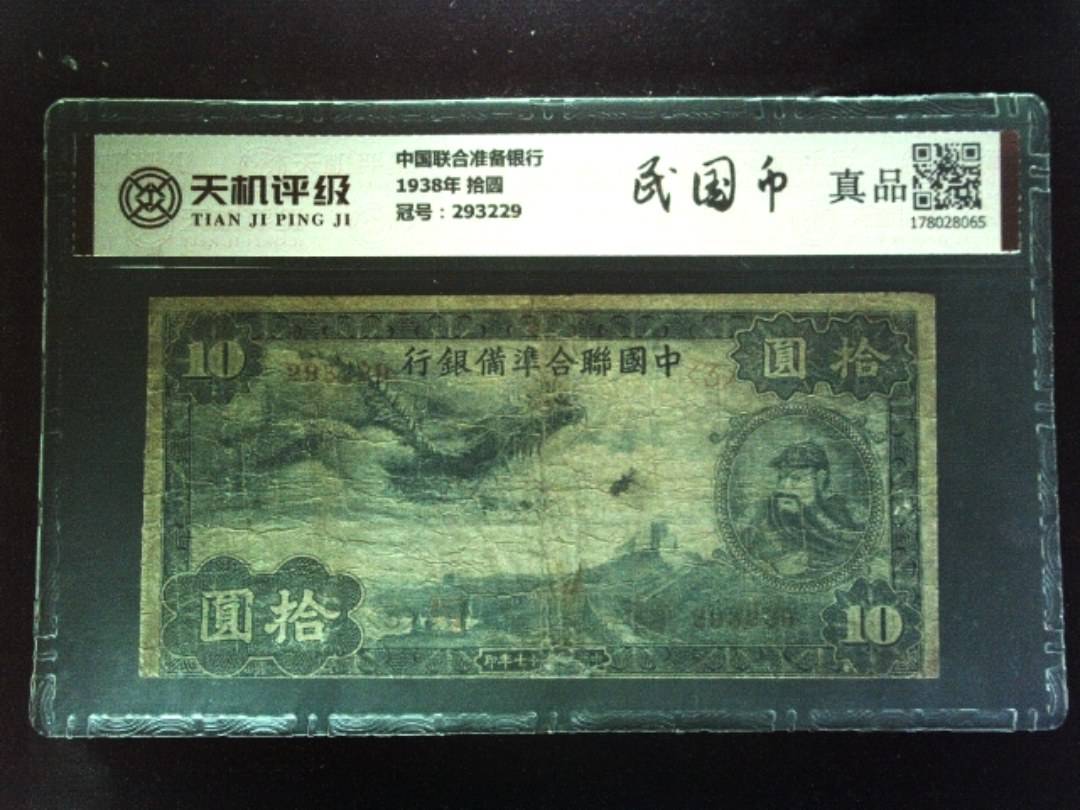 天机评级
TIAN JI PING JI
中国联合准备银行
1938年 拾圆
冠号：293229
民国币
真品
178028065
10
行銀備準合聯國中
圓拾
圓拾
10